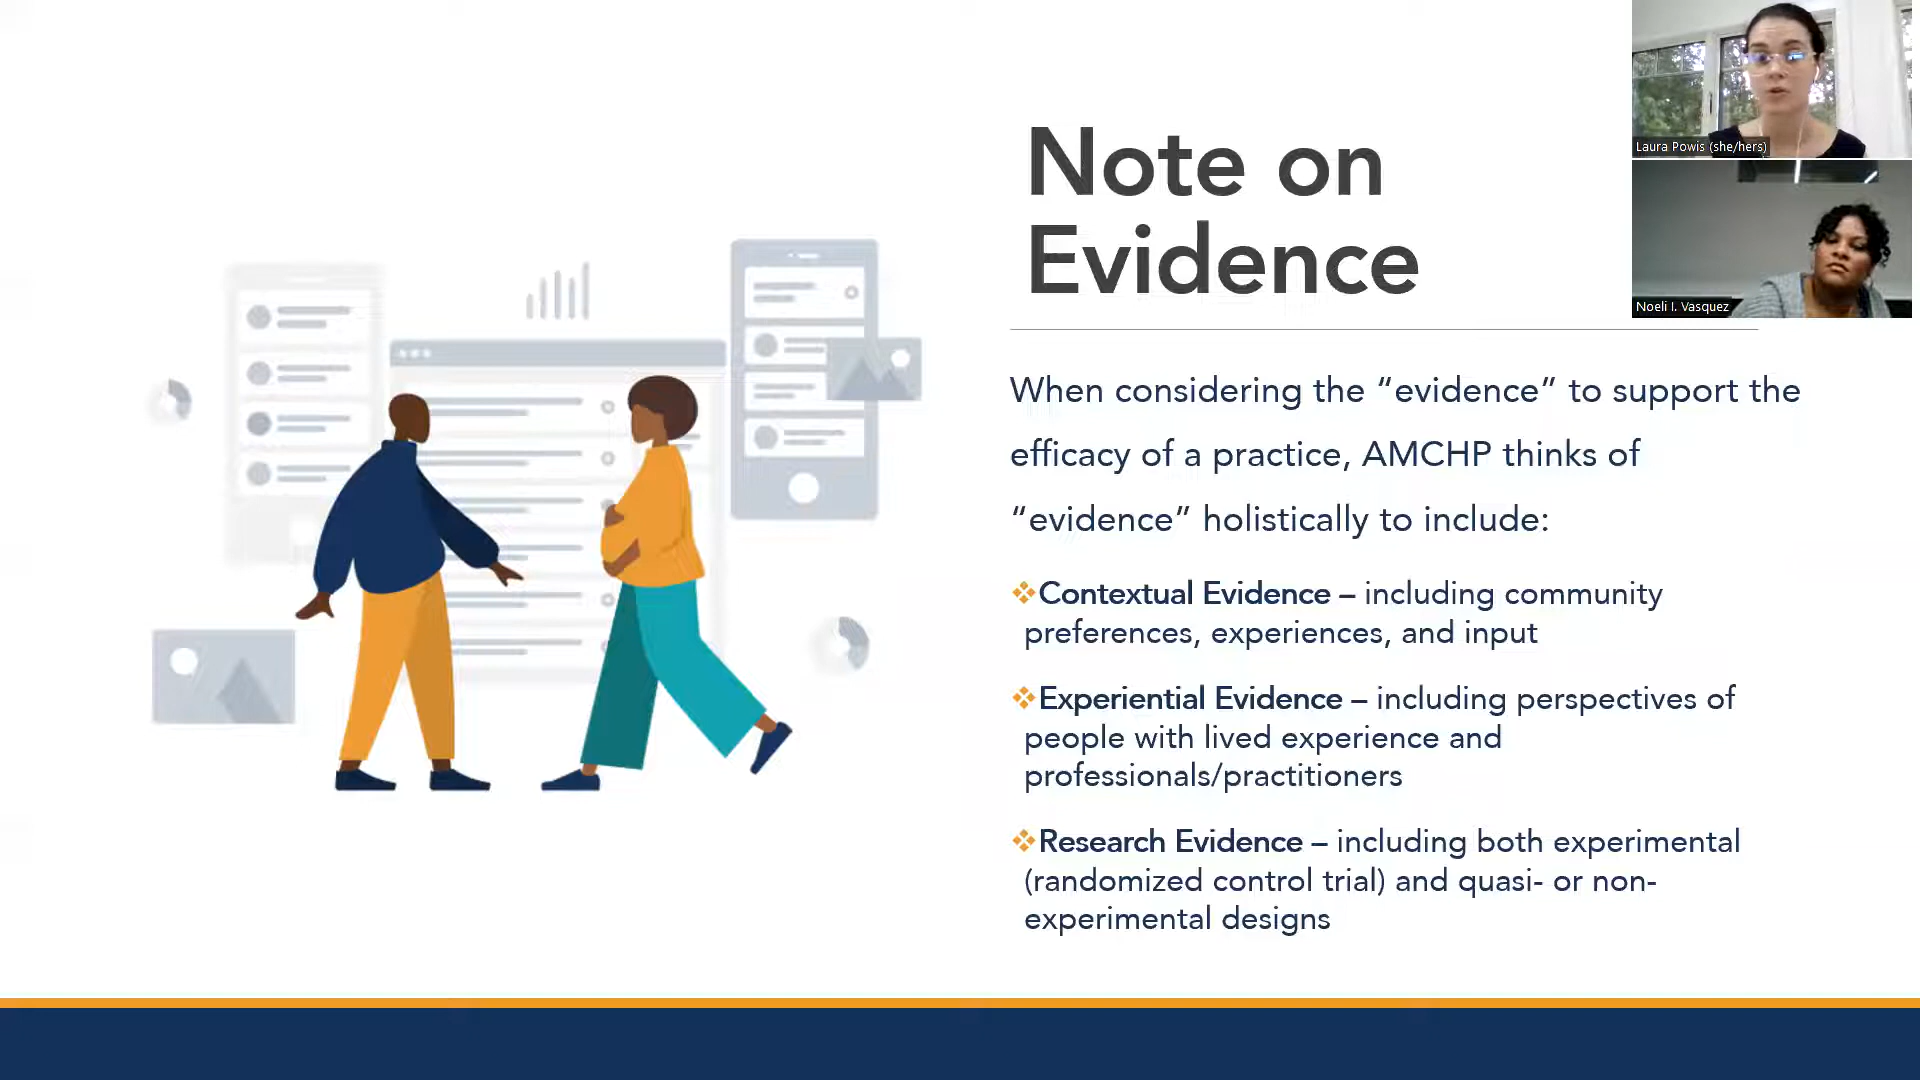 Note on
Evidence
Laura Powis (she/hers)
Noeli I. Vasquez
When considering the “evidence” to support the
efficacy of a practice, AMCHP thinks of
“evidence” holistically to include:
❖Contextual Evidence – including community
preferences, experiences, and input
❖Experiential Evidence – including perspectives of
people with lived experience and
professionals/practitioners
❖Research Evidence – including both experimental
(randomized control trial) and quasi- or non-
experimental designs